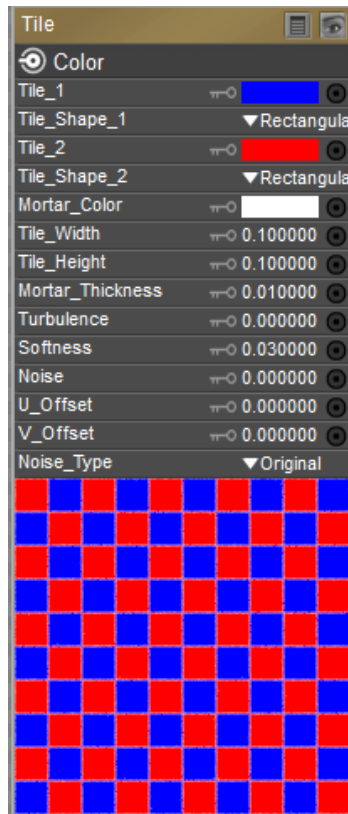 Tile
Color
Tile_1
Tile_Shape_1 ▼Rectangula
Tile_2
Tile_Shape_2 ▼Rectangula
Mortar_Color
Tile_Width 0.100000
Tile_Height 0.100000
Mortar_Thickness 0.010000
Turbulence 0.000000
Softness 0.030000
Noise 0.000000
U_Offset 0.000000
V_Offset 0.000000
Noise_Type ▼Original